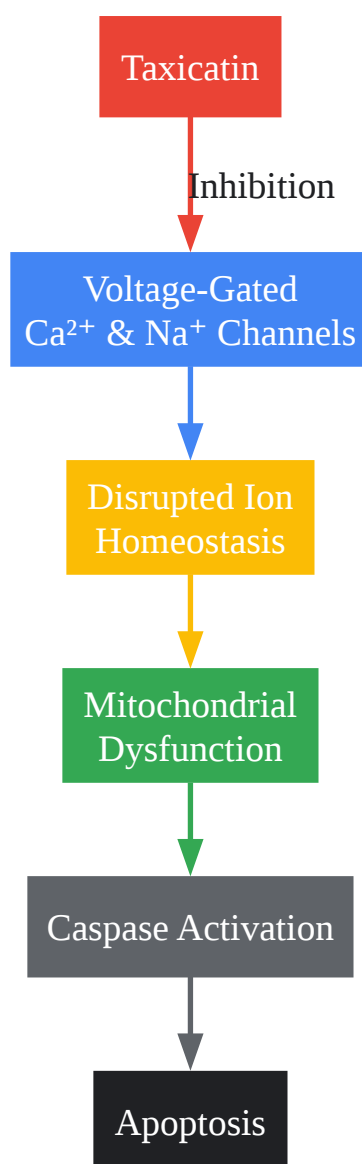 Taxicatin
Inhibition
Voltage-Gated
Ca²⁺ & Na⁺ Channels
Disrupted Ion
Homeostasis
Mitochondrial
Dysfunction
Caspase Activation
Apoptosis